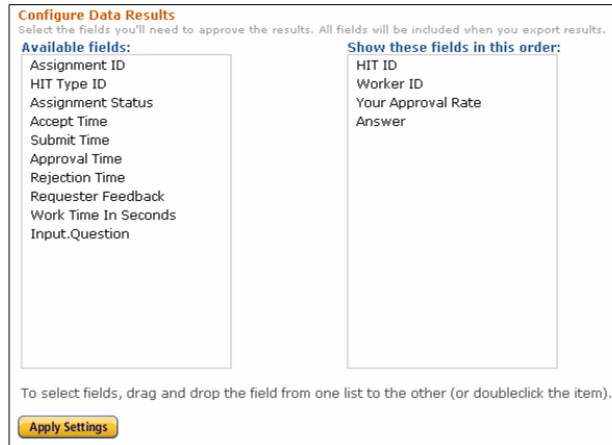 Configure Data Results
Select the fields you'll need to approve the results. All fields will be included when you export results.
Available fields:
Assignment ID
HIT Type ID
Assignment Status
Accept Time
Submit Time
Approval Time
Rejection Time
Requester Feedback
Work Time In Seconds
Input.Question
Show these fields in this order:
HIT ID
Worker ID
Your Approval Rate
Answer
To select fields, drag and drop the field from one list to the other (or doubleclick the item).
Apply Settings